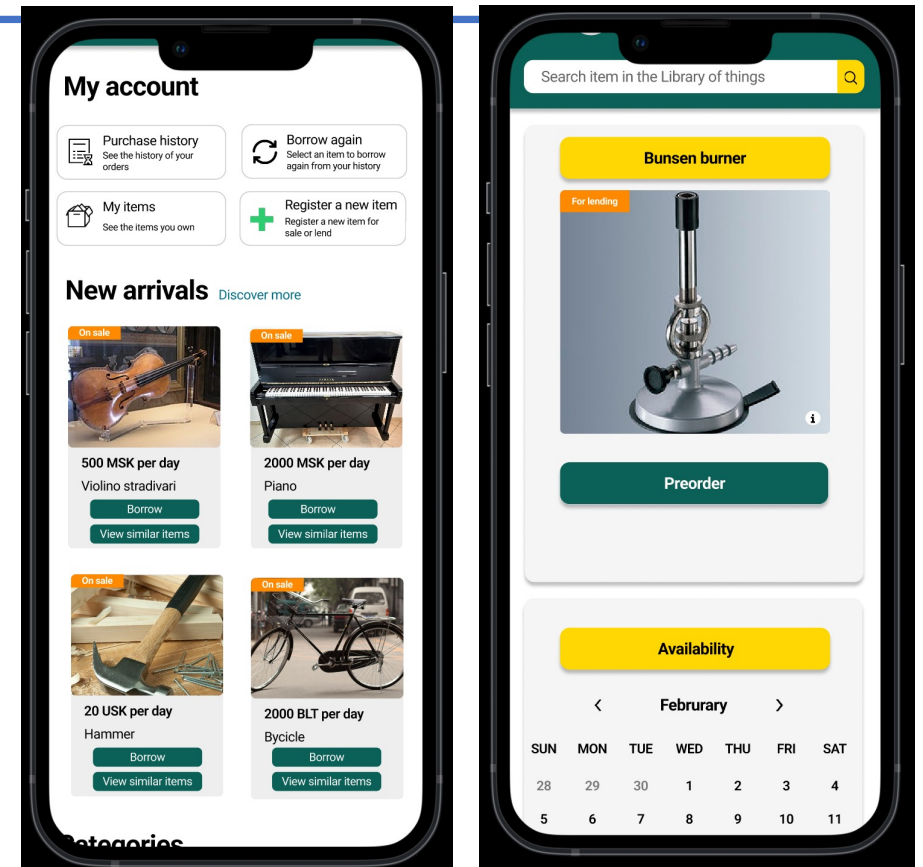 My account
Purchase history
See the history of your
orders
Borrow again
Select an item to borrow
again from your history
My items
See the items you own
Register a new item
Register a new item for
sale or lend
New arrivals Discover more
On sale
500 MSK per day
Violino stradivari
Borrow
View similar items
On sale
2000 MSK per day
Piano
Borrow
View similar items
On sale
20 USK per day
Hammer
Borrow
View similar items
On sale
2000 BLT per day
Bycicle
Borrow
View similar items
Categories
Search item in the Library of things
Bunsen burner
For lending
i
Preorder
Availability
< Februrary >
SUN MON TUE WED THU FRI SAT
28 29 30 1 2 3 4
5 6 7 8 9 10 11